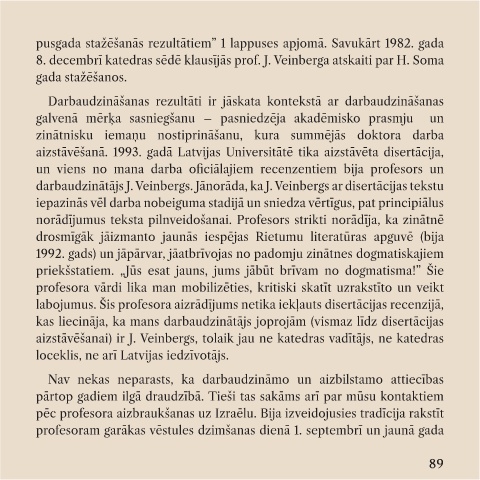 pusgada stažēšanās rezultātiem” 1 lappuses apjomā. Savukārt 1982. gada
8. decembrī katedras sēdē klausījās prof. J. Veinberga atskaiti par H. Soma
gada stažēšanos.
Darbaudzināšanas rezultāti ir jāskata kontekstā ar darbaudzināšanas
galvenā mērķa sasniegšanu – pasniedzēja akadēmisko prasmju un
zinātnisku iemaņu nostiprināšanu, kura summējās doktora darba
aizstāvēšanā. 1993. gadā Latvijas Universitātē tika aizstāvēta disertācija,
un viens no mana darba oficiālajiem recenzentiem bija profesors un
darbaudzinātājs J. Veinbergs. Jānorāda, ka J. Veinbergs ar disertācijas tekstu
iepazinās vēl darba nobeiguma stadijā un sniedza vērtīgus, pat principiālus
norādījumus teksta pilnveidošanai. Profesors strikti norādīja, ka zinātnē
drosmīgāk jāizmanto jaunās iespējas Rietumu literatūras apguvē (bija
1992. gads) un jāpārvar, jāatbrīvojas no padomju zinātnes dogmatiskajiem
priekšstatiem. „Jūs esat jauns, jums jābūt brīvam no dogmatisma!” Šie
profesora vārdi lika man mobilizēties, kritiski skatīt uzrakstīto un veikt
labojumus. Šis profesora aizrādījums netika iekļauts disertācijas recenzijā,
kas liecināja, ka mans darbaudzinātājs joprojām (vismaz līdz disertācijas
aizstāvēšanai) ir J. Veinbergs, tolaik jau ne katedras vadītājs, ne katedras
loceklis, ne arī Latvijas iedzīvotājs.
Nav nekas neparasts, ka darbaudzināmo un aizbilstamo attiecības
pārtop gadiem ilgā draudzībā. Tieši tas sakāms arī par mūsu kontaktiem
pēc profesora aizbraukšanas uz Izraēlu. Bija izveidojusies tradīcija rakstīt
profesoram garākas vēstules dzimšanas dienā 1. septembrī un jaunā gada
89